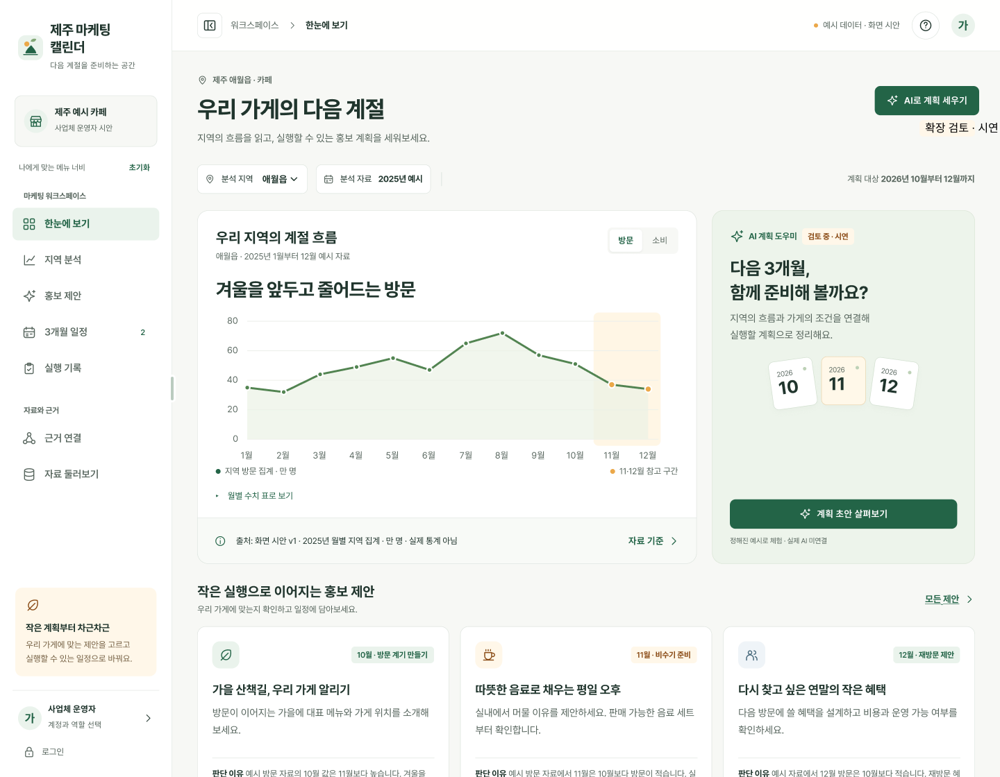 제주 마케팅
캘린더
다음 계절을 준비하는 공간
제주 예시 카페
사업체 운영자 시안
나에게 맞는 메뉴 너비
초기화
마케팅 워크스페이스
한눈에 보기
지역 분석
홍보 제안
3개월 일정
2
실행 기록
자료와 근거
근거 연결
자료 둘러보기
작은 계획부터 차근차근
우리 가게에 맞는 제안을 고르고
실행할 수 있는 일정으로 바꿔요.
가
사업체 운영자
계정과 역할 선택
로그인
워크스페이스
한눈에 보기
예시 데이터 · 화면 시안
가
제주 애월읍 · 카페
우리 가게의 다음 계절
지역의 흐름을 읽고, 실행할 수 있는 홍보 계획을 세워보세요.
AI로 계획 세우기
확장 검토 · 시연
분석 지역 애월읍
분석 자료 2025년 예시
계획 대상 2026년 10월부터 12월까지
우리 지역의 계절 흐름
애월읍 · 2025년 1월부터 12월 예시 자료
방문
소비
겨울을 앞두고 줄어드는 방문
80
60
40
20
0
1월 2월 3월 4월 5월 6월 7월 8월 9월 10월 11월 12월
지역 방문 집계 · 만 명
11·12월 참고 구간
월별 수치 표로 보기
출처: 화면 시안 v1 · 2025년 월별 지역 집계 · 만 명 · 실제 통계 아님
자료 기준
AI 계획 도우미
검토 중 · 시연
다음 3개월,
함께 준비해 볼까요?
지역의 흐름과 가게의 조건을 연결해
실행할 계획으로 정리해요.
2026
10
2026
11
2026
12
계획 초안 살펴보기
정해진 예시로 체험 · 실제 AI 미연결
작은 실행으로 이어지는 홍보 제안
우리 가게에 맞는지 확인하고 일정에 담아보세요.
모든 제안
10월 · 방문 계기 만들기
가을 산책길, 우리 가게 알리기
방문이 이어지는 가을에 대표 메뉴와 가게 위치를 소개해
보세요.
판단 이유 예시 방문 자료의 10월 값은 11월보다 높습니다. 겨울을
11월 · 비수기 준비
따뜻한 음료로 채우는 평일 오후
실내에서 머물 이유를 제안하세요. 판매 가능한 음료 세트
부터 확인합니다.
판단 이유 예시 방문 자료에서 11월은 10월보다 방문이 적습니다. 실
12월 · 재방문 제안
다시 찾고 싶은 연말의 작은 혜택
다음 방문에 쓸 혜택을 설계하고 비용과 운영 가능 여부를
확인하세요.
판단 이유 예시 자료에서 12월 방문은 10월보다 적습니다. 재방문 혜